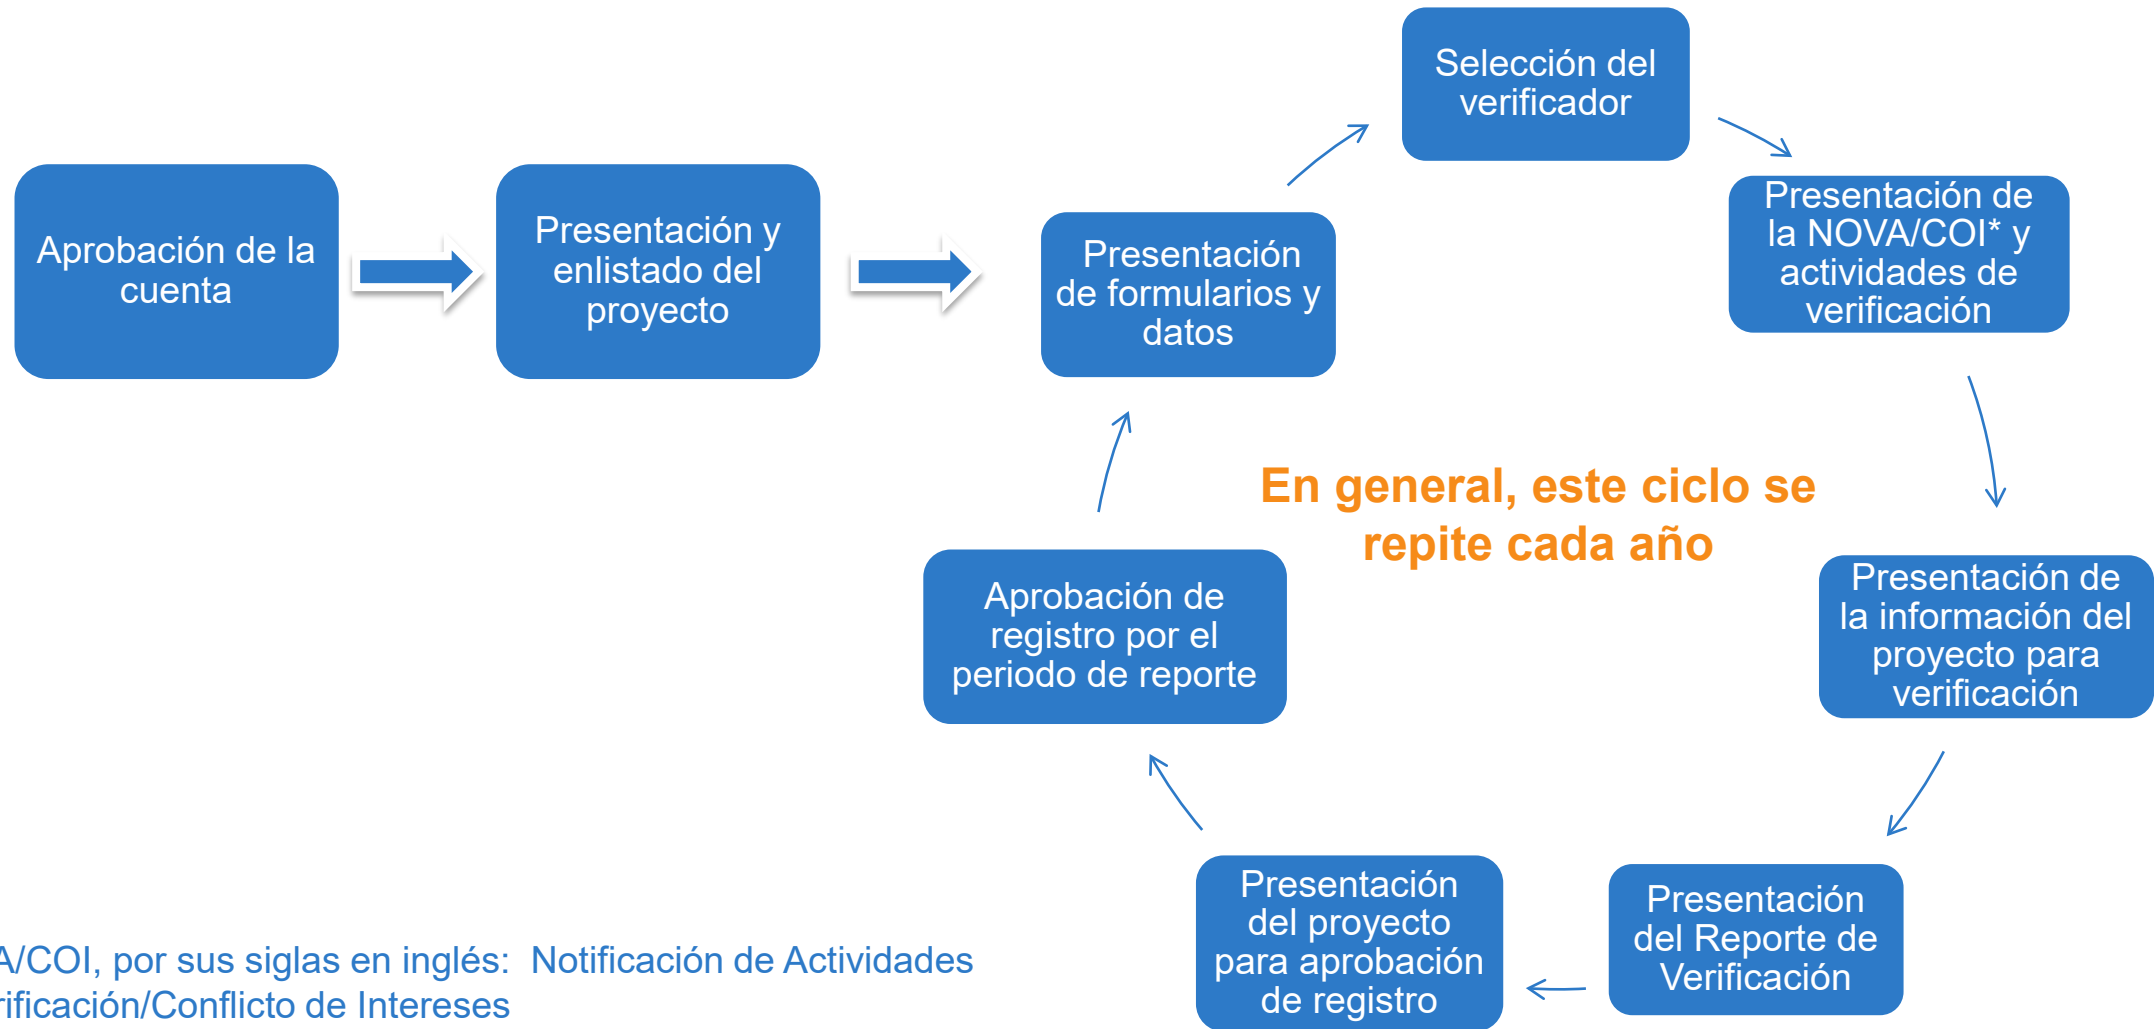 Aprobación de la
cuenta
Presentación y
enlistado del
proyecto
Presentación
de formularios y
datos
Selección del
verificador
Presentación de
la NOVA/COI* y
actividades de
verificación
Presentación de
la información del
proyecto para
verificación
Presentación
del Reporte de
Verificación
Presentación
del proyecto
para aprobación
de registro
Aprobación de
registro por el
periodo de reporte
En general, este ciclo se
repite cada año
A/COI, por sus siglas en inglés: Notificación de Actividades
rificación/Conflicto de Intereses